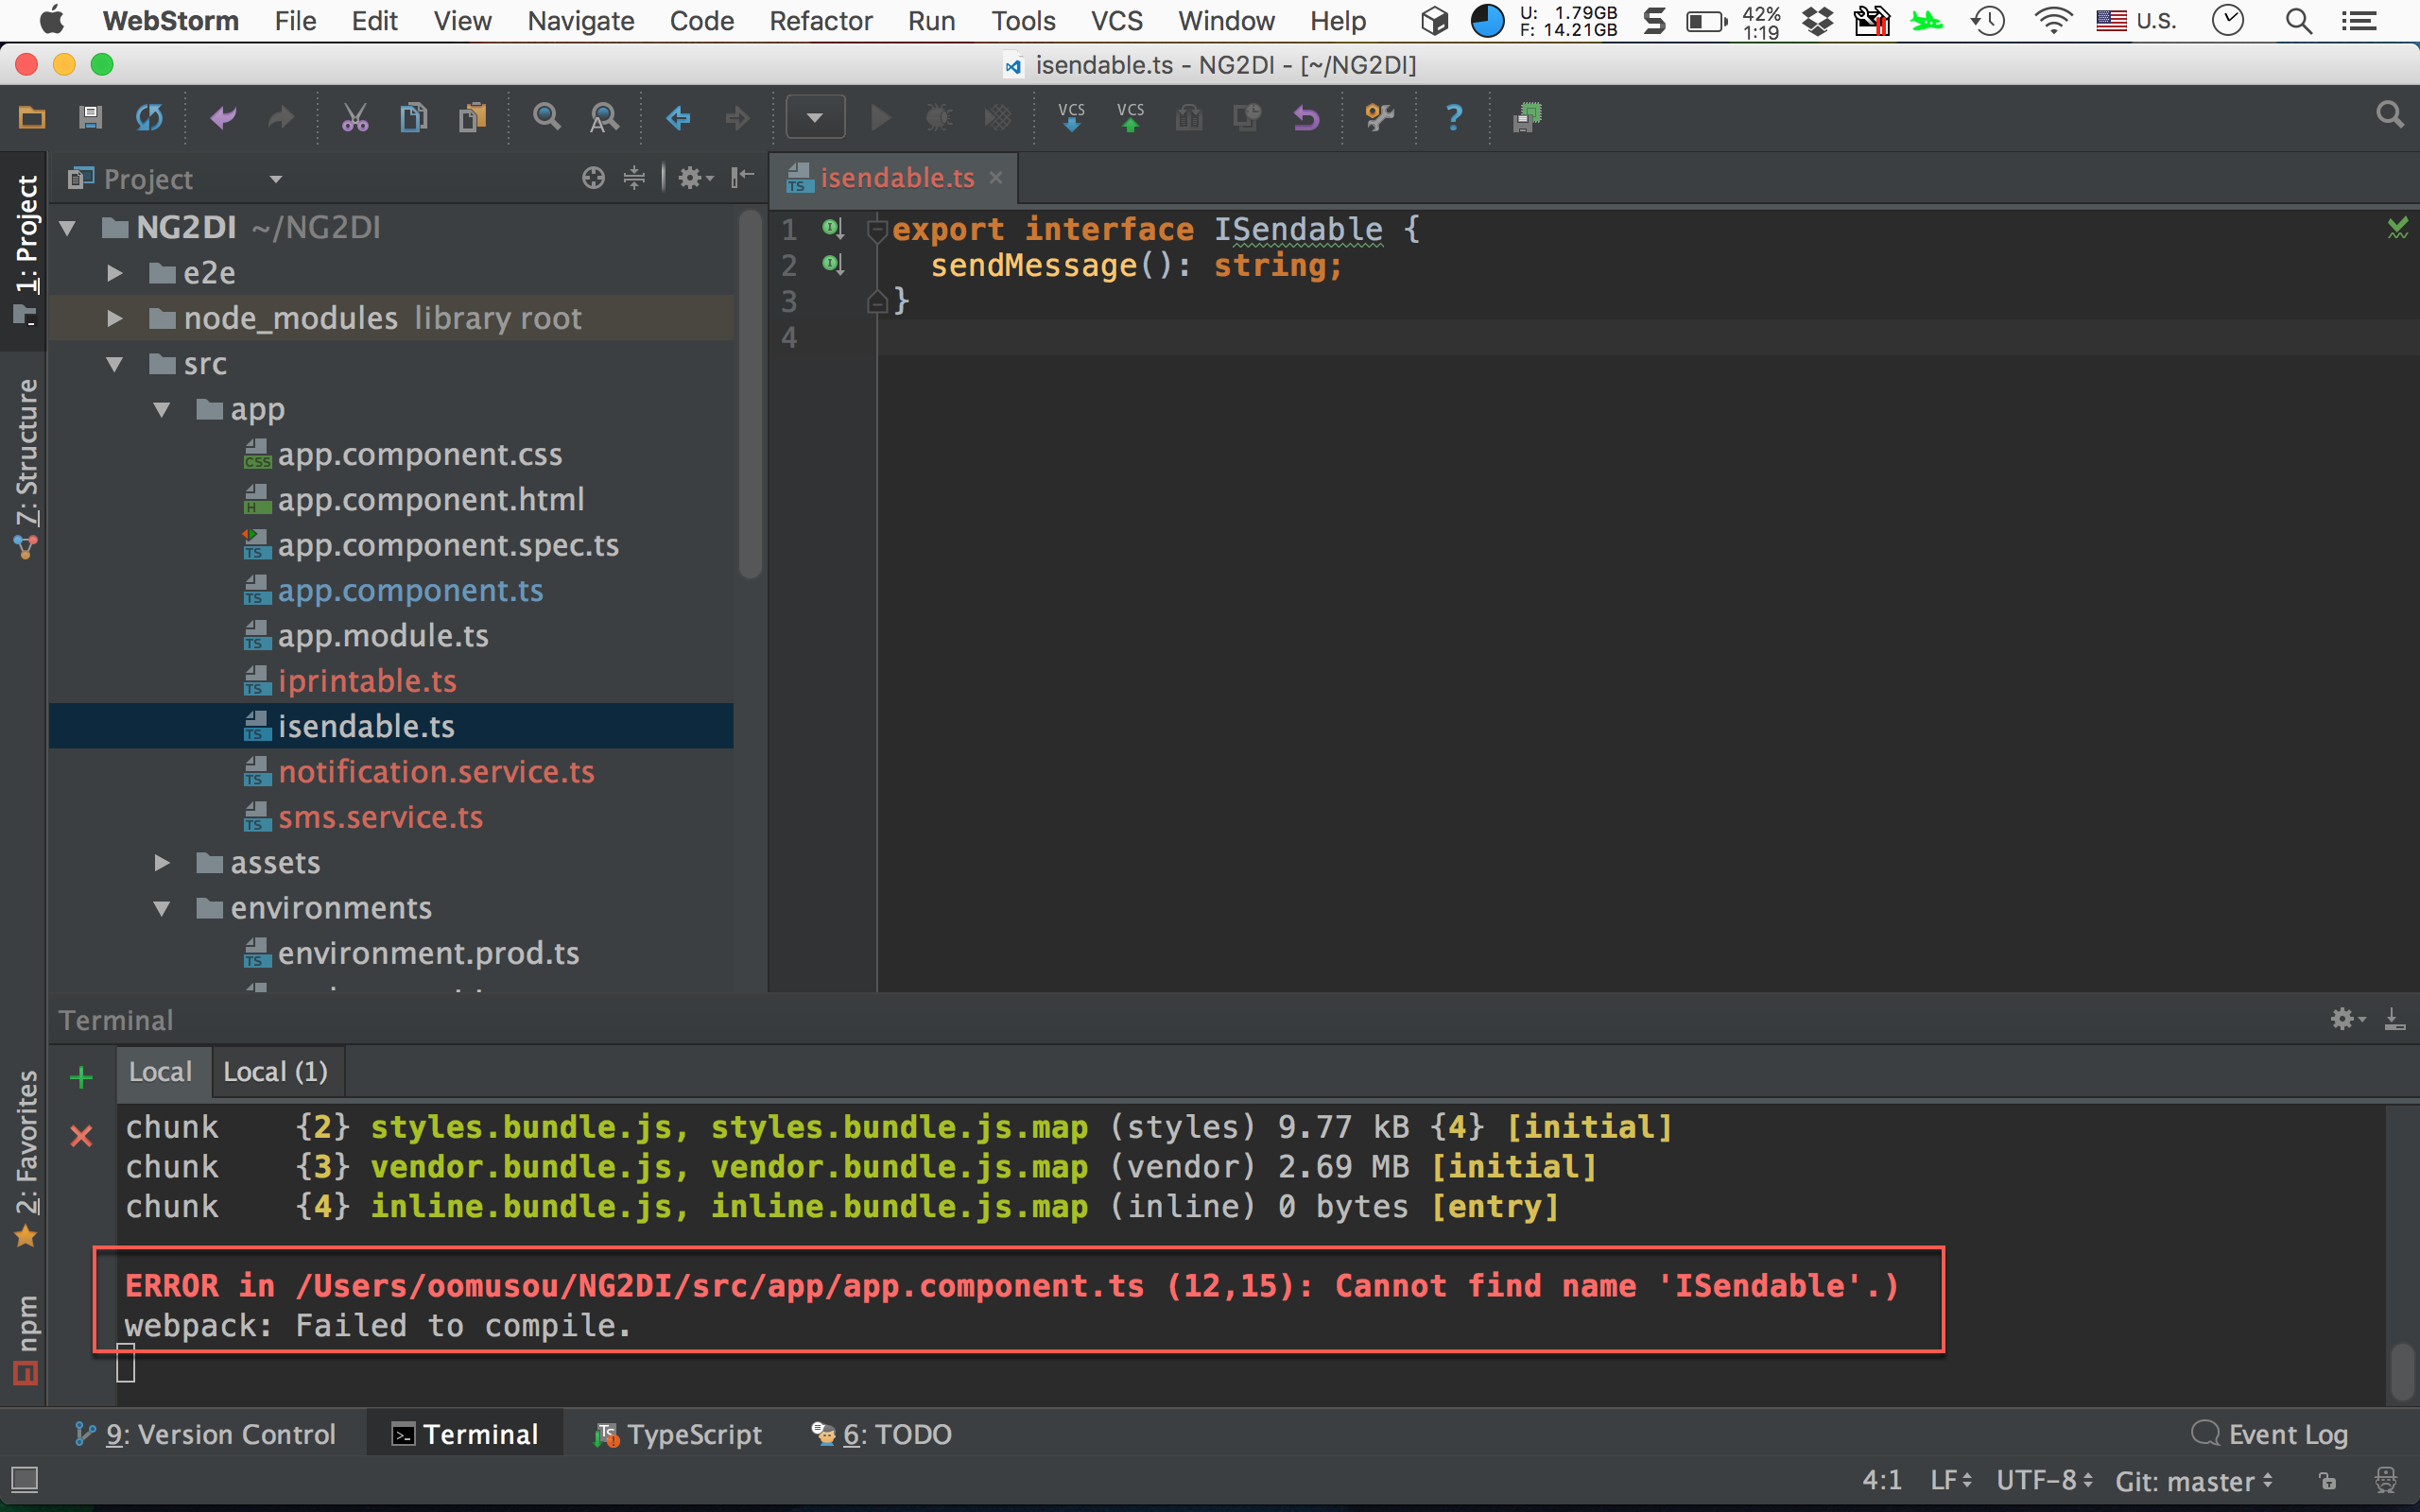 WebStorm File Edit View Navigate Code Refactor Run Tools VCS Window Help U: 1.79GB F: 14.21GB 42% 1:19 U.S.
isendable.ts - NG2DI - [~/NG2DI]
VCS VCS
Project
isendable.ts
1: Project
7: Structure
2: Favorites
npm
NG2DI ~/NG2DI
e2e
node_modules library root
src
app
app.component.css
app.component.html
app.component.spec.ts
app.component.ts
app.module.ts
iprintable.ts
isendable.ts
notification.service.ts
sms.service.ts
assets
environments
environment.prod.ts
1 export interface ISendable {
2 sendMessage(): string;
3 }
4
Terminal
Local Local (1)
chunk {2} styles.bundle.js, styles.bundle.js.map (styles) 9.77 kB {4} [initial]
chunk {3} vendor.bundle.js, vendor.bundle.js.map (vendor) 2.69 MB [initial]
chunk {4} inline.bundle.js, inline.bundle.js.map (inline) 0 bytes [entry]
ERROR in /Users/oomusou/NG2DI/src/app/app.component.ts (12,15): Cannot find name 'ISendable'.)
webpack: Failed to compile.
9: Version Control Terminal TypeScript 6: TODO Event Log
4:1 LF UTF-8 Git: master